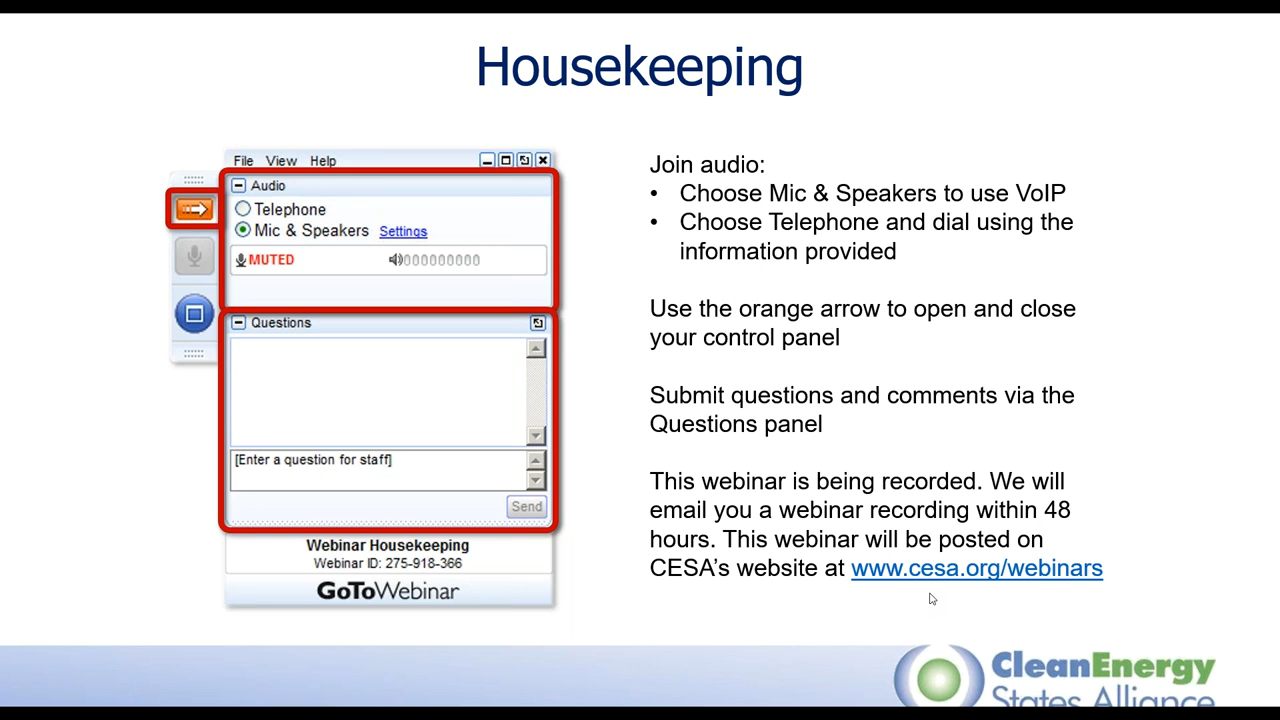 Housekeeping
File View Help
Audio
Telephone
Mic & Speakers Settings
MUTED
000000000
Questions
[Enter a question for staff]
Send
Webinar Housekeeping
Webinar ID: 275-918-366
GoToWebinar
Join audio:
• Choose Mic & Speakers to use VoIP
• Choose Telephone and dial using the
information provided
Use the orange arrow to open and close
your control panel
Submit questions and comments via the
Questions panel
This webinar is being recorded. We will
email you a webinar recording within 48
hours. This webinar will be posted on
CESA's website at www.cesa.org/webinars
CleanEnergy
States Alliance